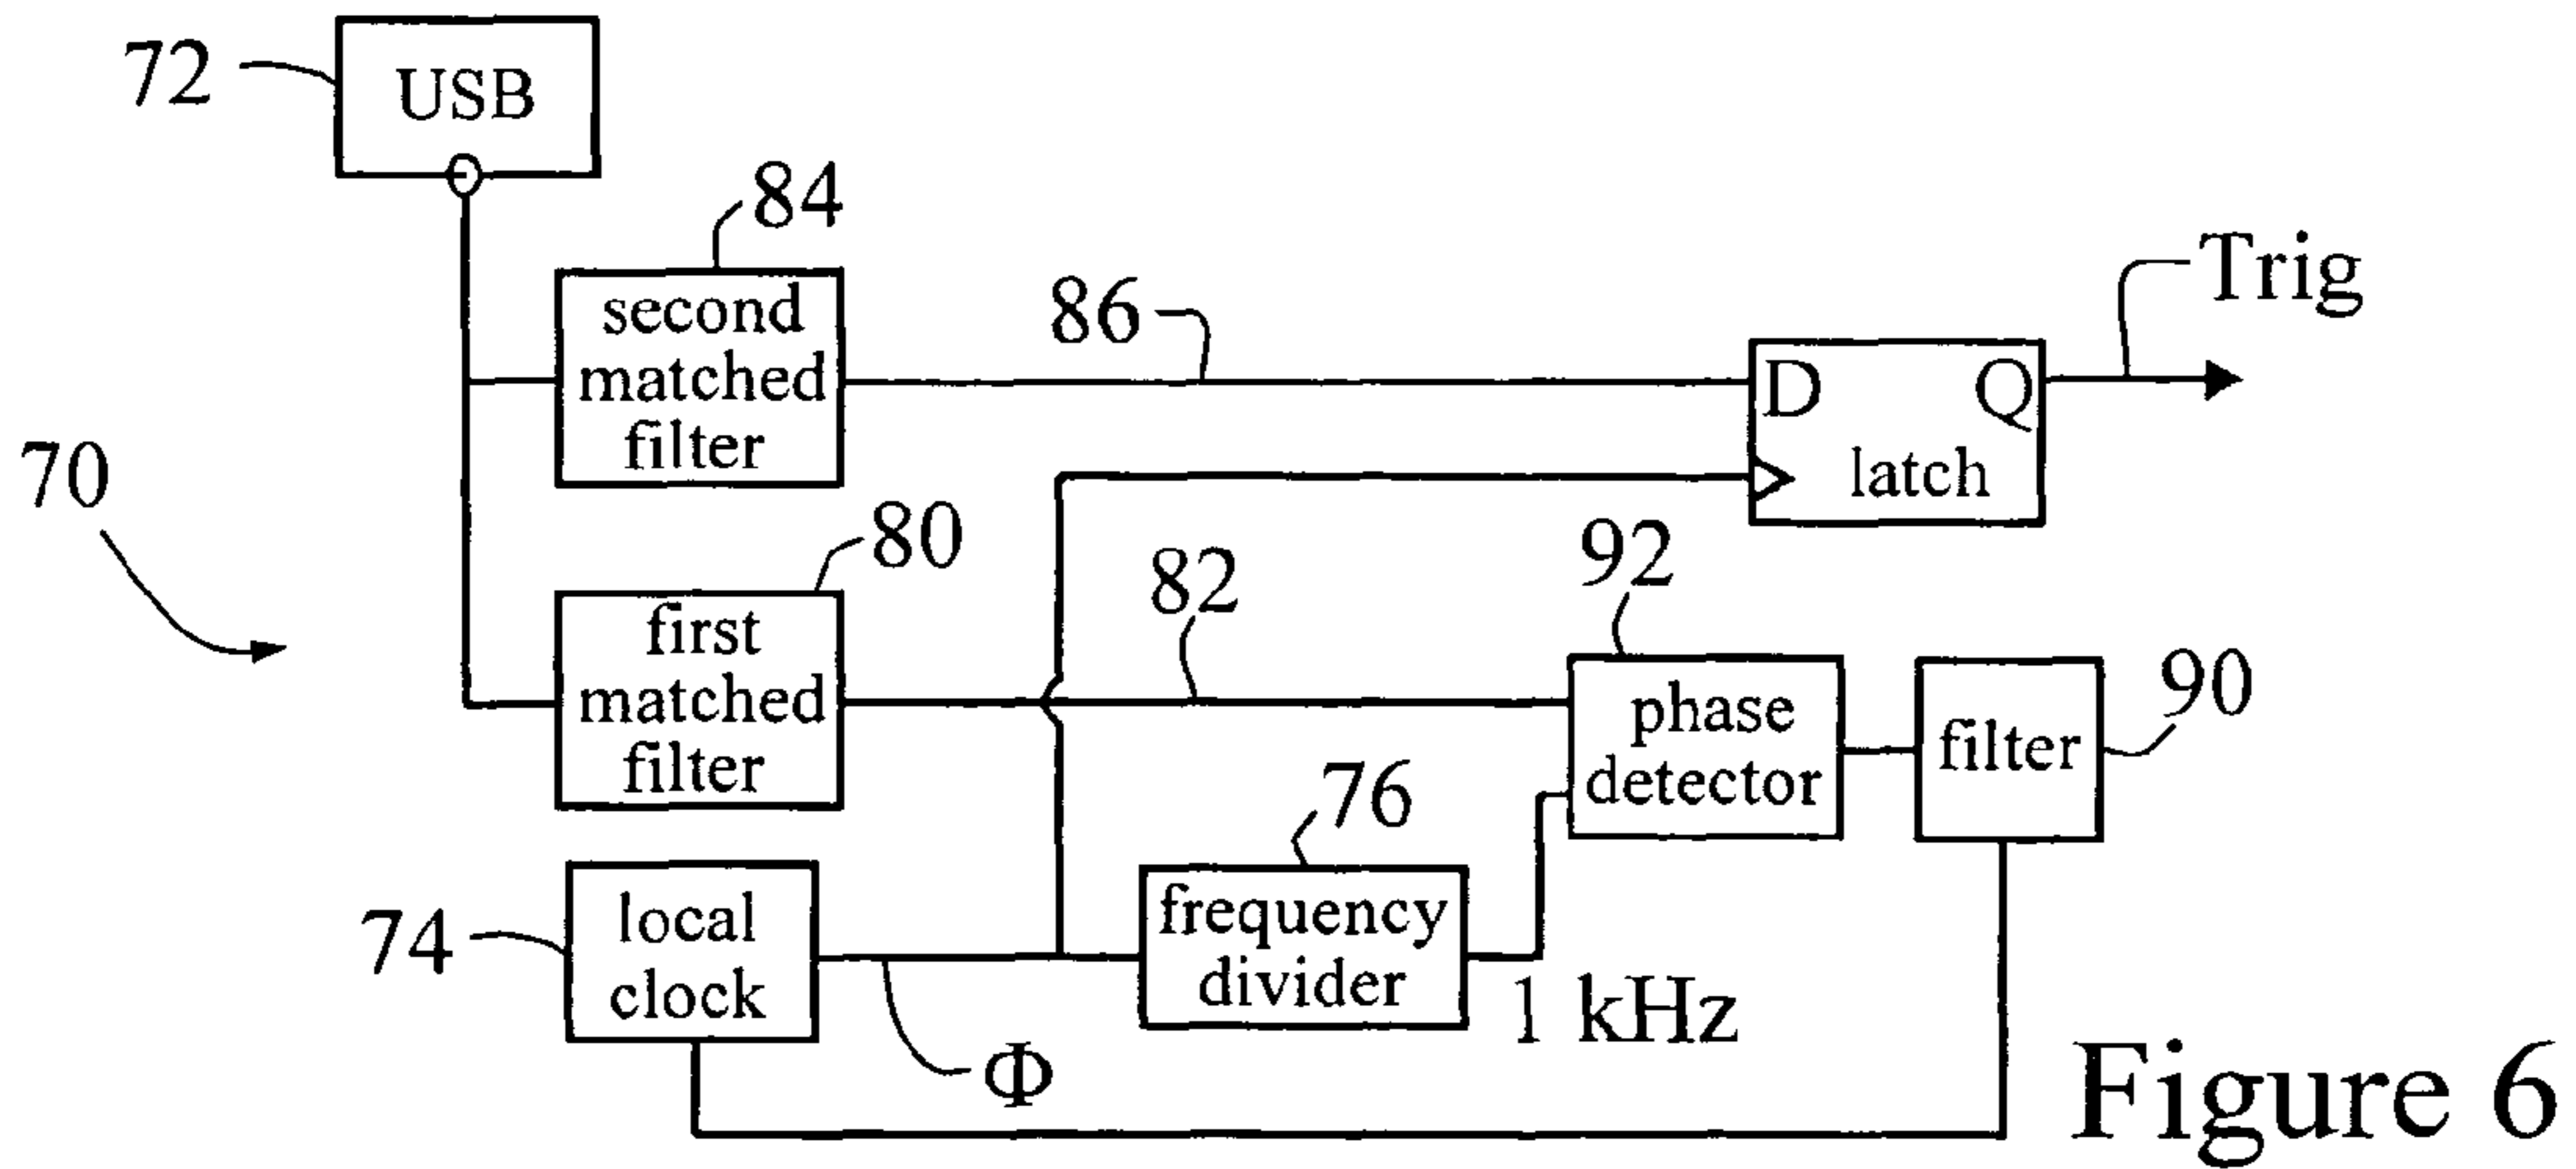 72
USB
84
second
matched
filter
86
Trig
D
Q
latch
70
80
first
matched
filter
82
92
phase
detector
90
filter
76
74
local
clock
frequency
divider
1 kHz
Φ
Figure 6